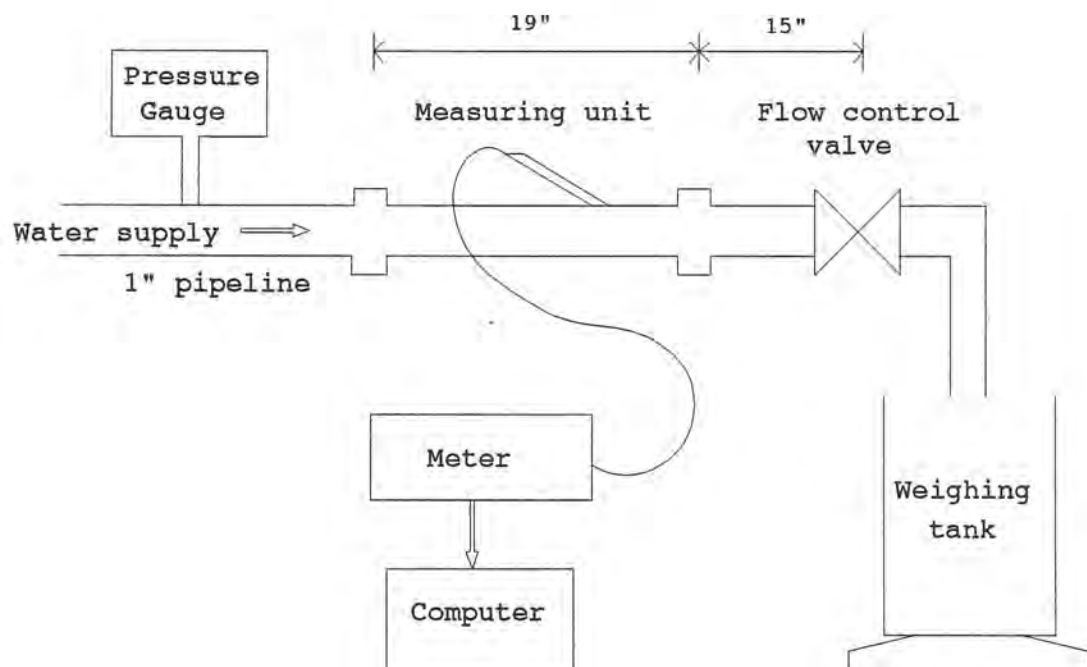 19"
15"
Pressure
Gauge
Measuring unit
Flow control
valve
Water supply
1" pipeline
Meter
Weighing
tank
Computer